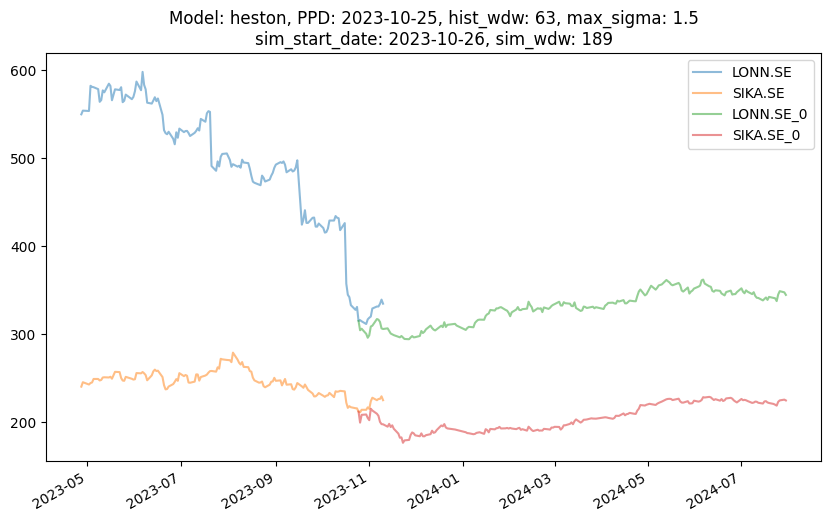 Model: heston, PPD: 2023-10-25, hist_wdw: 63, max_sigma: 1.5
sim_start_date: 2023-10-26, sim_wdw: 189
LONN.SE
SIKA.SE
LONN.SE_0
SIKA.SE_0
600
500
400
300
200
2023-05
2023-07
2023-09
2023-11
2024-01
2024-03
2024-05
2024-07